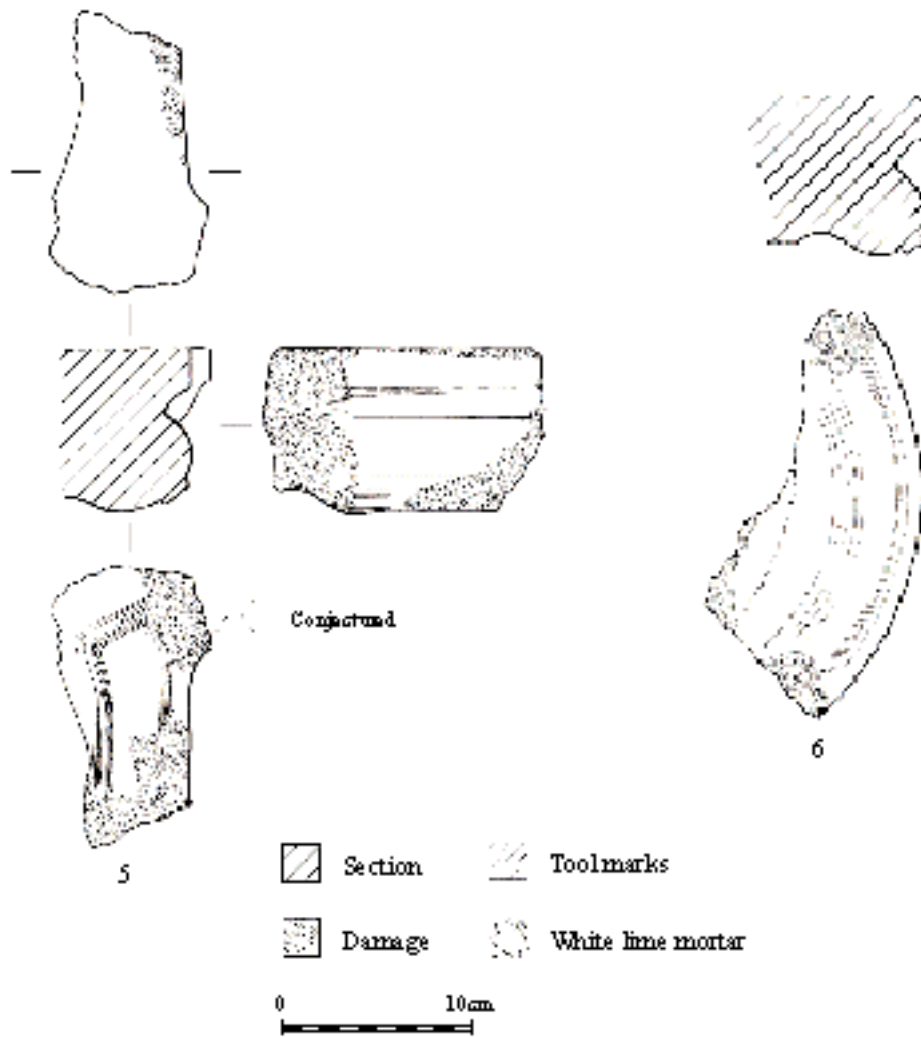 Conjectured
6
5
Section
Toolmarks
Damage
White lime mortar
0 10cm